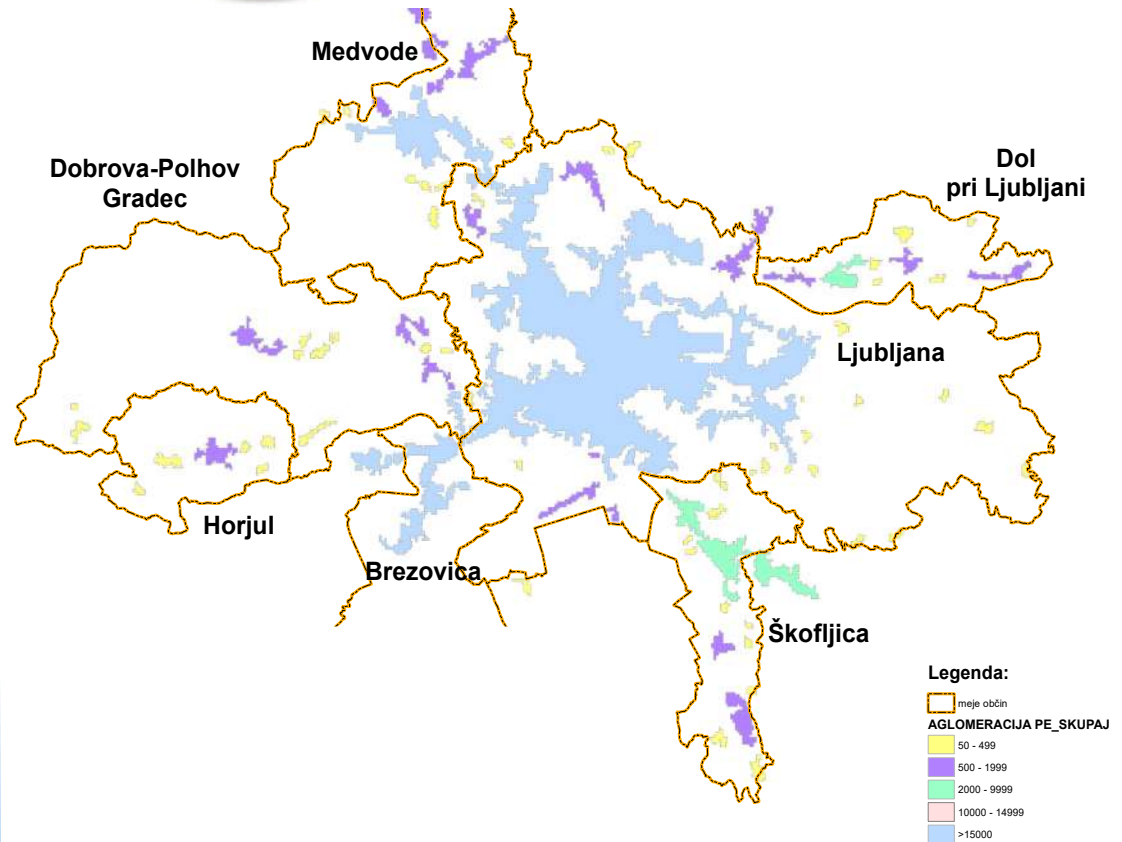 Medvode
Dobrova-Polhov
Gradec
Dol
pri Ljubljani
Ljubljana
Horjul
Brezovica
Škofljica
Legenda:
meje občin
AGLOMERACIJA PE_SKUPAJ
50 - 499
500 - 1999
2000 - 9999
10000 - 14999
>15000